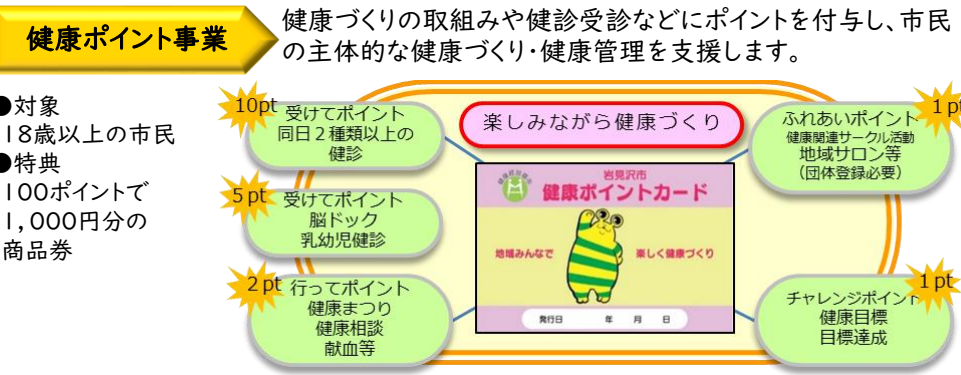 健康ポイント事業
健康づくりの取組みや健診受診などにポイントを付与し、市民
の主体的な健康づくり・健康管理を支援します。
●対象
18歳以上の市民
●特典
100ポイントで
1,000円分の
商品券
10pt
受けてポイント
同日2種類以上の
健診
5pt
受けてポイント
脳ドック
乳幼児健診
2pt
行ってポイント
健康まつり
健康相談
献血等
楽しみながら健康づくり
岩見沢市
健康ポイントカード
地域みんなで
楽しく健康づくり
発行日 年 月 日
1pt
ふれあいポイント
健康関連サークル活動
地域サロン等
(団体登録必要)
1pt
チャレンジポイント
健康目標
目標達成